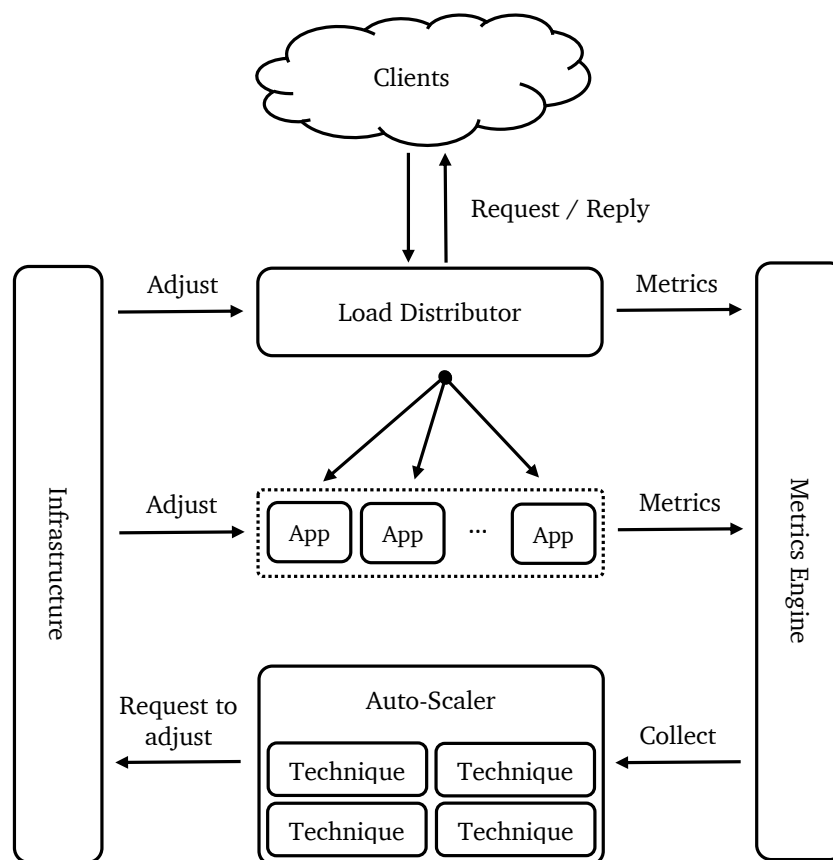 Clients
Request / Reply
Adjust
Load Distributor
Metrics
Infrastructure
Metrics Engine
Adjust
App
App
...
App
Metrics
Request to
adjust
Auto-Scaler
Collect
Technique
Technique
Technique
Technique